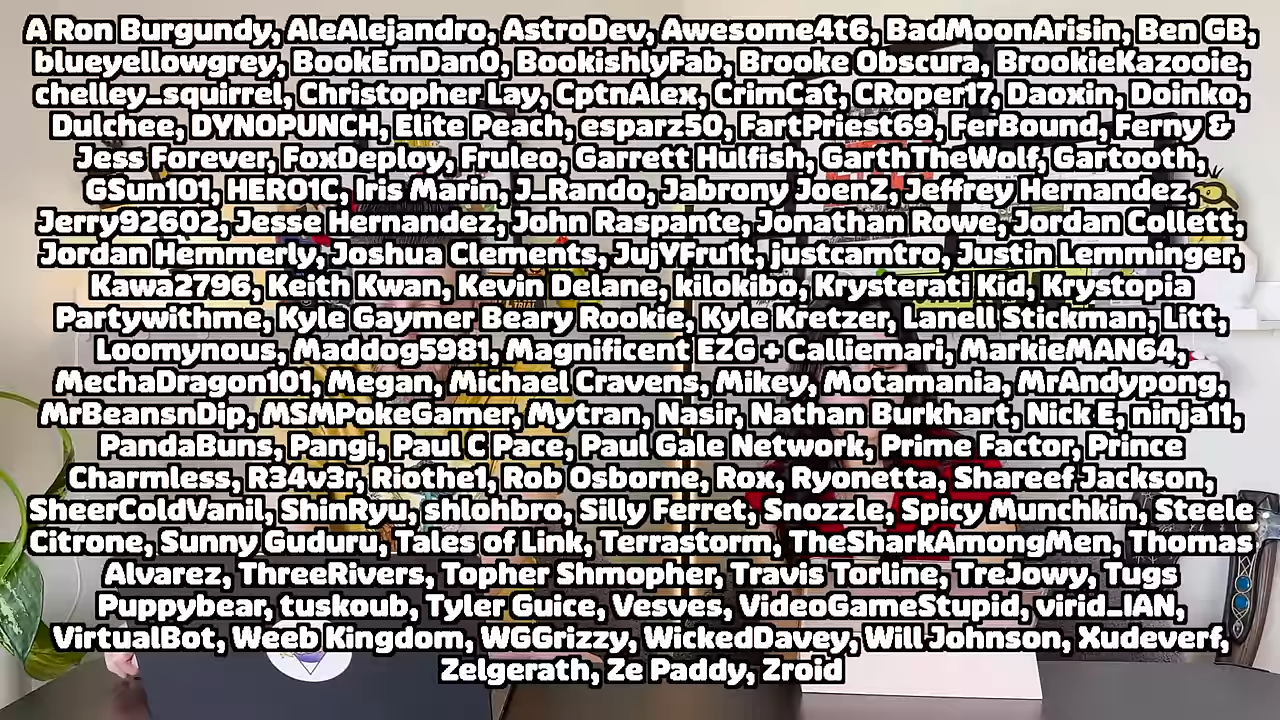 A Ron Burgundy, AleAlejandro, AstroDev, Awesome4t6, BadMoonArisin, Ben GB,
blueyellowgrey, BookEmDan0, BookishlyFab, Brooke Obscura, BrookieKazooie,
chelley_squirrel, Christopher Lay, CptnAlex, CrimCat, CRoper17, Daoxin, Doinko,
Dulchee, DYNOPUNCH, Elite Peach, esparz50, FartPriest69, FerBound, Ferny &
Jess Forever, FoxDeploy, Fruleo, Garrett Hulfish, GarthTheWolf, Gartooth,
GSun101, HERO1C, Iris Marin, J_Rando, Jabrony JoenZ, Jeffrey Hernandez,
Jerry92602, Jesse Hernandez, John Raspante, Jonathan Rowe, Jordan Collett,
Jordan Hemmerly, Joshua Clements, JujYFru1t, justcamtro, Justin Lemminger,
Kawa2796, Keith Kwan, Kevin Delane, kilokibo, Krysterati Kid, Krystopia
Partywithme, Kyle Gaymer Beary Rookie, Kyle Kretzer, Lanell Stickman, Litt,
Loomynous, Maddog5981, Magnificent EZG + Calliemari, MarkieMAN64,
MechaDragon101, Megan, Michael Cravens, Mikey, Motamania, MrAndypong,
MrBeansnDip, MSMPokeGamer, Mytran, Nasir, Nathan Burkhart, Nick E, ninja11,
PandaBuns, Pangi, Paul C Pace, Paul Gale Network, Prime Factor, Prince
Charmless, R34v3r, Riothe1, Rob Osborne, Rox, Ryonetta, Shareef Jackson,
SheerColdVanil, ShinRyu, shlohbro, Silly Ferret, Snozzle, Spicy Munchkin, Steele
Citrone, Sunny Guduru, Tales of Link, Terrastorm, TheSharkAmongMen, Thomas
Alvarez, ThreeRivers, Topher Shmopher, Travis Torline, TreJowy, Tugs
Puppybear, tuskoub, Tyler Guice, Vesves, VideoGameStupid, virid_IAN,
VirtualBot, Weeb Kingdom, WGGrizzy, WickedDavey, Will Johnson, Xudeverf,
Zelgerath, Ze Paddy, Zroid